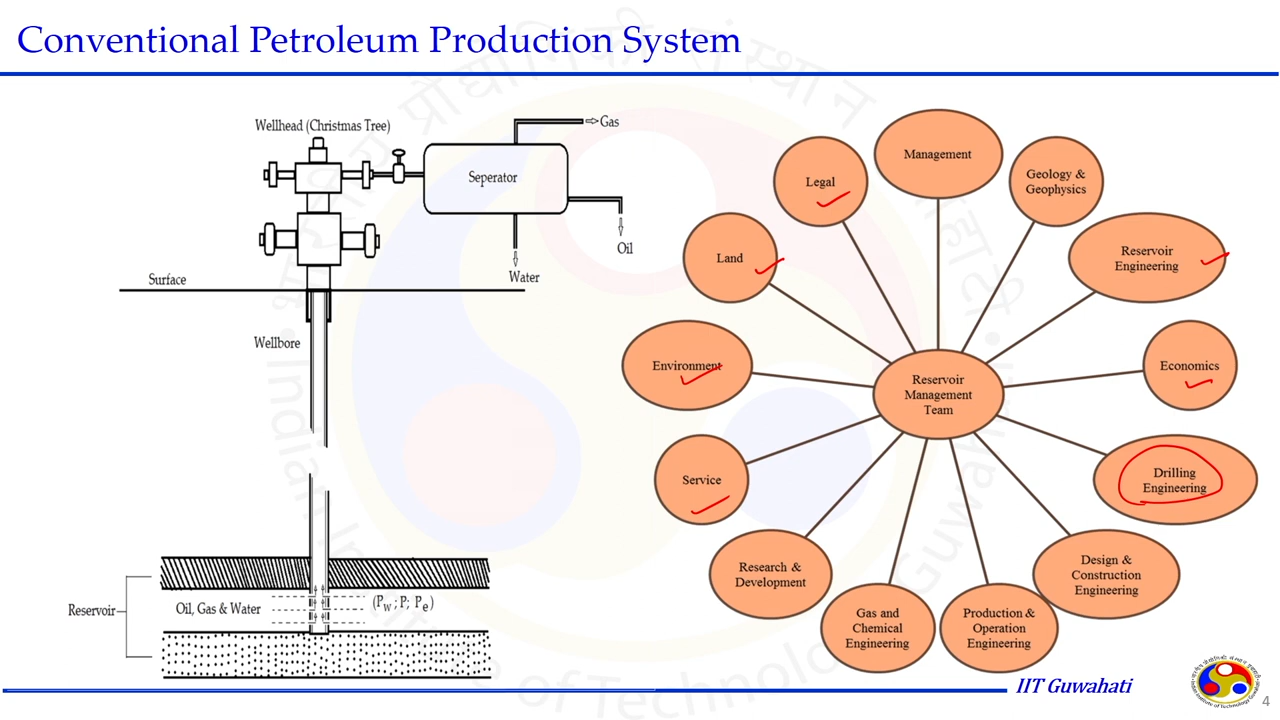 Conventional Petroleum Production System
Wellhead (Christmas Tree)
Gas
Seperator
Oil
Water
Surface
Wellbore
Reservoir
Oil, Gas & Water
(Pw ; P; Pe)
Management
Geology &
Geophysics
Reservoir
Engineering
Economics
Drilling
Engineering
Design &
Construction
Engineering
Production &
Operation
Engineering
Gas and
Chemical
Engineering
Research &
Development
Service
Environment
Land
Legal
Reservoir
Management
Team
IIT Guwahati
4